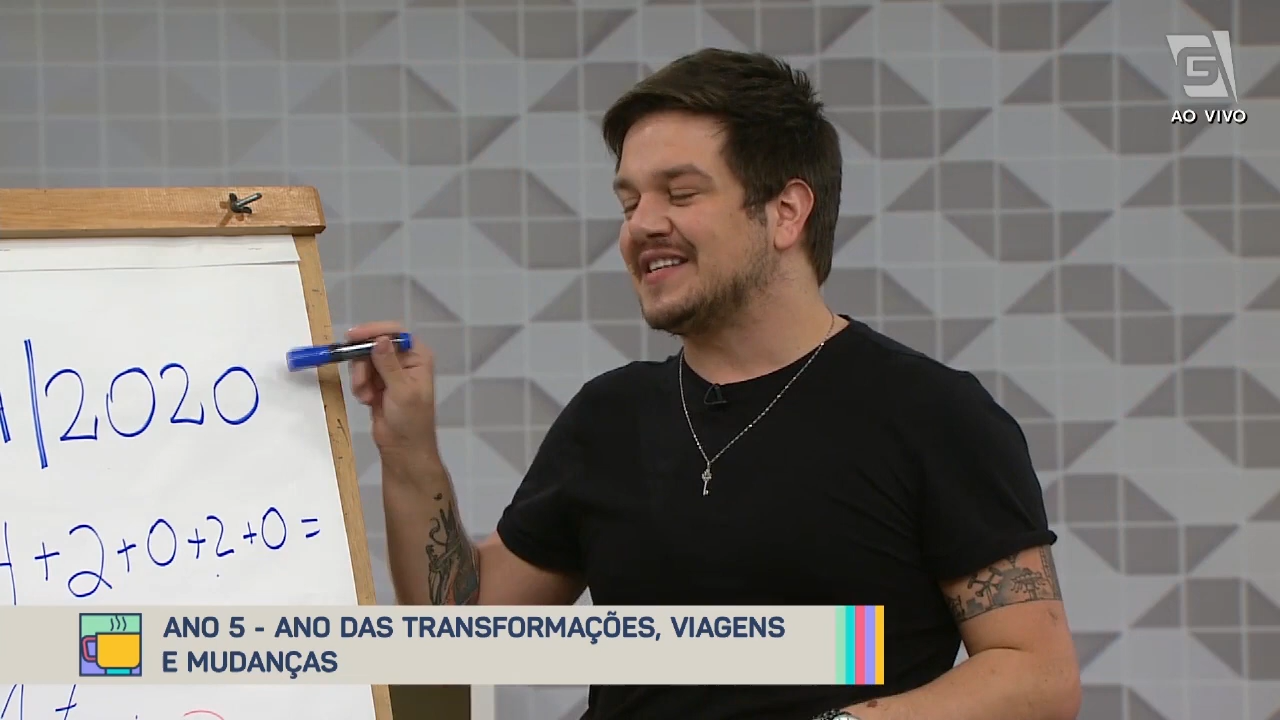 AO VIVO
/2020
+2+0+2+0=
ANO 5 - ANO DAS TRANSFORMAÇÕES, VIAGENS
E MUDANÇAS